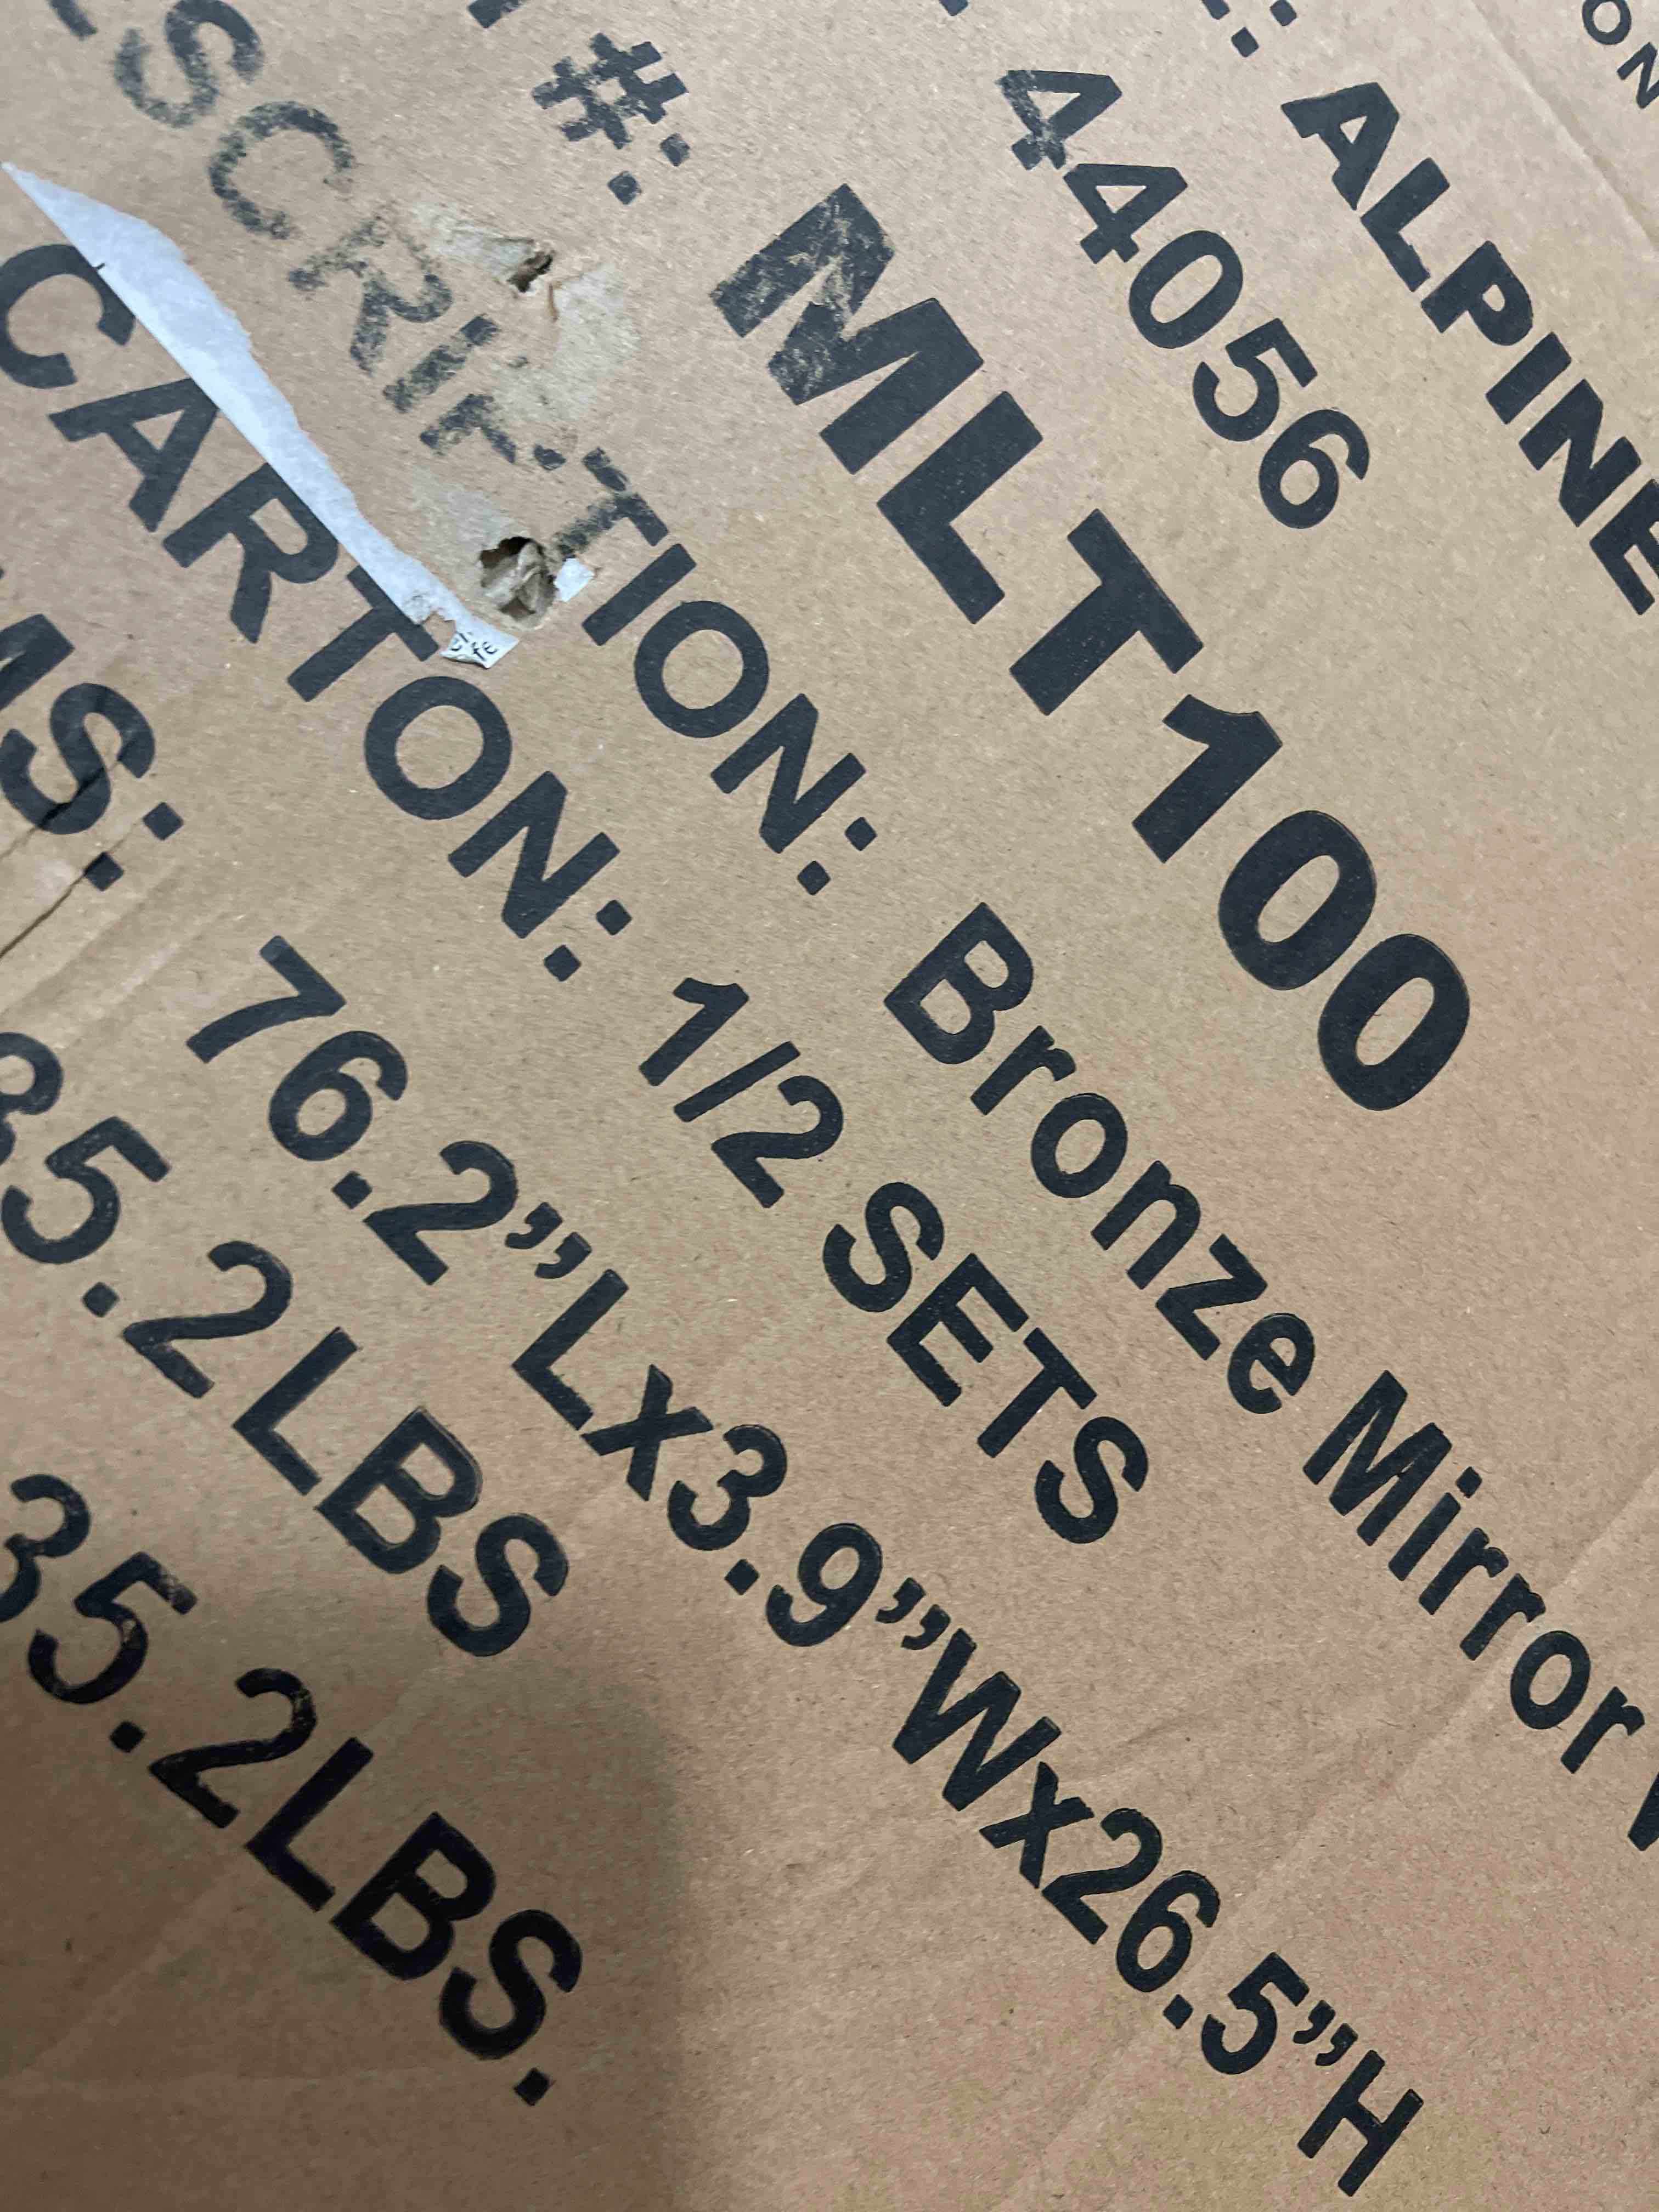 : ALPINE
44056
#: MLT100
SCRIPTION: Bronze Mirror
CARTON: 1/2 SETS
MS: 76.2”Lx3.9”Wx26.5”H
35.2LBS
35.2LBS.